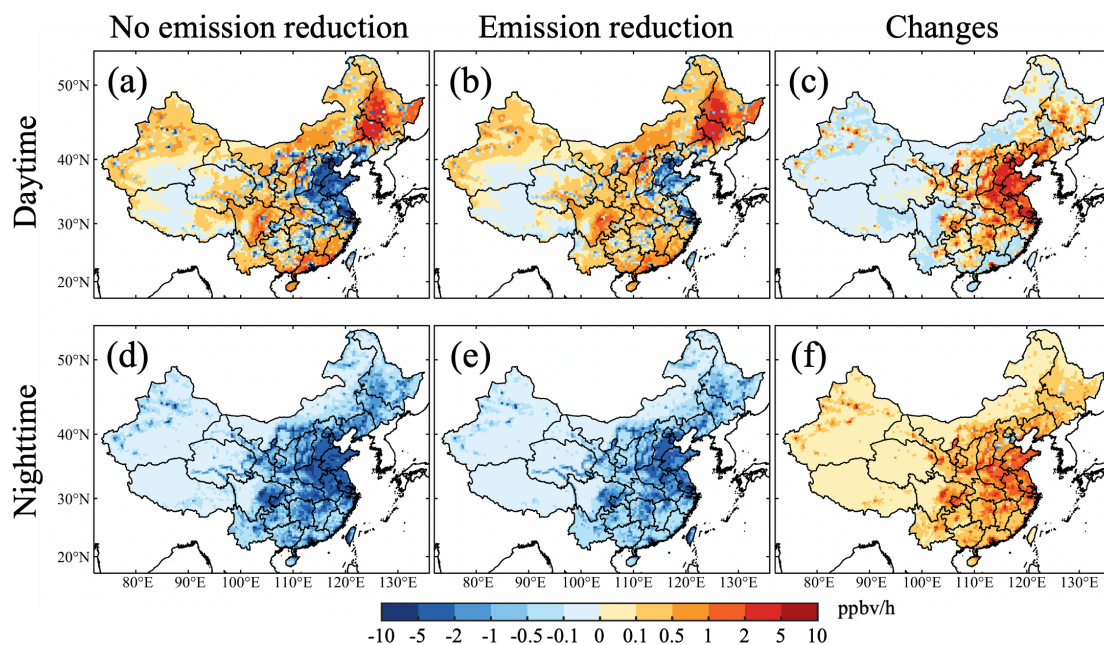 No emission reduction Emission reduction Changes
Daytime
50°N 40°N 30°N 20°N
(a) (b) (c)
Nighttime
50°N 40°N 30°N 20°N
(d) (e) (f)
80°E 90°E 100°E 110°E 120°E 130°E 80°E 90°E 100°E 110°E 120°E 130°E 80°E 90°E 100°E 110°E 120°E 130°E
ppbv/h
-10 -5 -2 -1 -0.5 -0.1 0 0.1 0.5 1 2 5 10